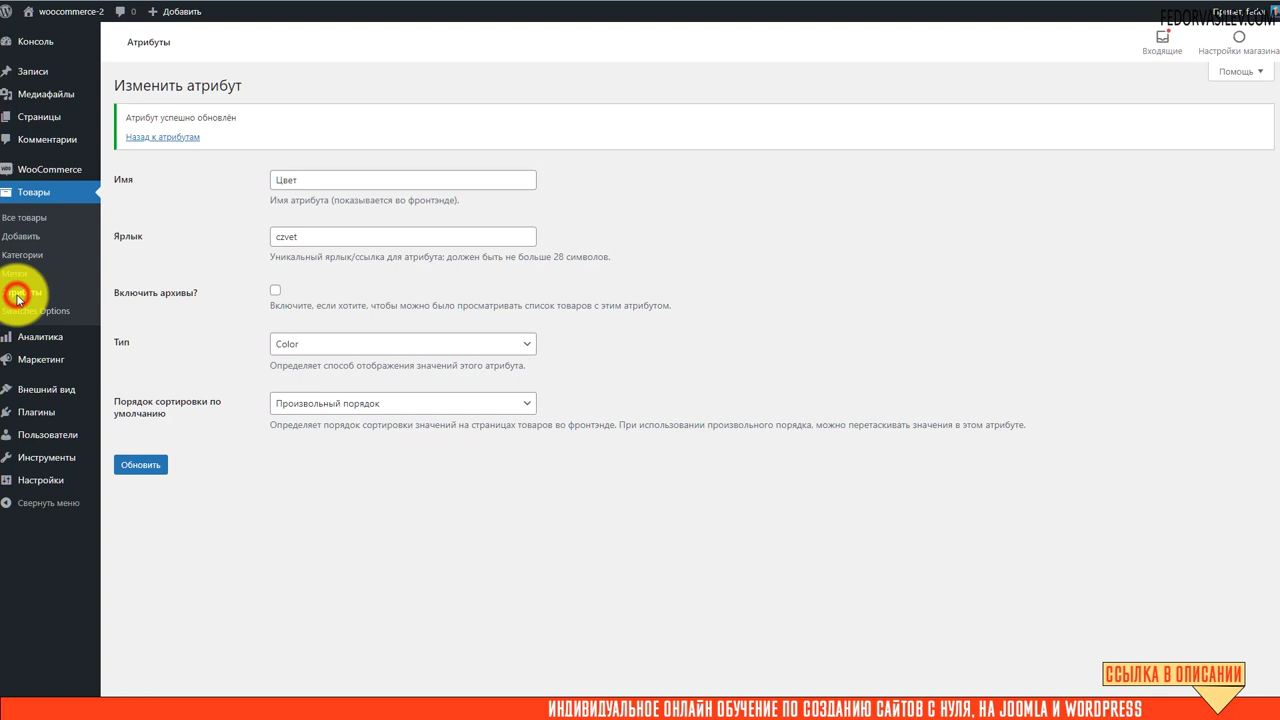 woocommerce-2
0
Добавить
Привет, fedor
FEDORVASILEV.COM
Консоль
Записи
Медиафайлы
Страницы
Комментарии
WooCommerce
Товары
Все товары
Добавить
Категории
Метки
Атрибуты
Swatches Options
Аналитика
Маркетинг
Внешний вид
Плагины
Пользователи
Инструменты
Настройки
Свернуть меню
Атрибуты
Входящие
Настройки магазина
Помощь
Изменить атрибут
Атрибут успешно обновлён
Назад к атрибутам
Имя
Цвет
Имя атрибута (показывается во фронтэнде).
Ярлык
czvet
Уникальный ярлык/ссылка для атрибута; должен быть не больше 28 символов.
Включить архивы?
Включите, если хотите, чтобы можно было просматривать список товаров с этим атрибутом.
Тип
Color
Определяет способ отображения значений этого атрибута.
Порядок сортировки по
умолчанию
Произвольный порядок
Определяет порядок сортировки значений на страницах товаров во фронтэнде. При использовании произвольного порядка, можно перетаскивать значения в этом атрибуте.
Обновить
ССЫЛКА В ОПИСАНИИ
ИНДИВИДУАЛЬНОЕ ОНЛАЙН ОБУЧЕНИЕ ПО СОЗДАНИЮ САЙТОВ С НУЛЯ, НА JOOMLA И WORDPRESS